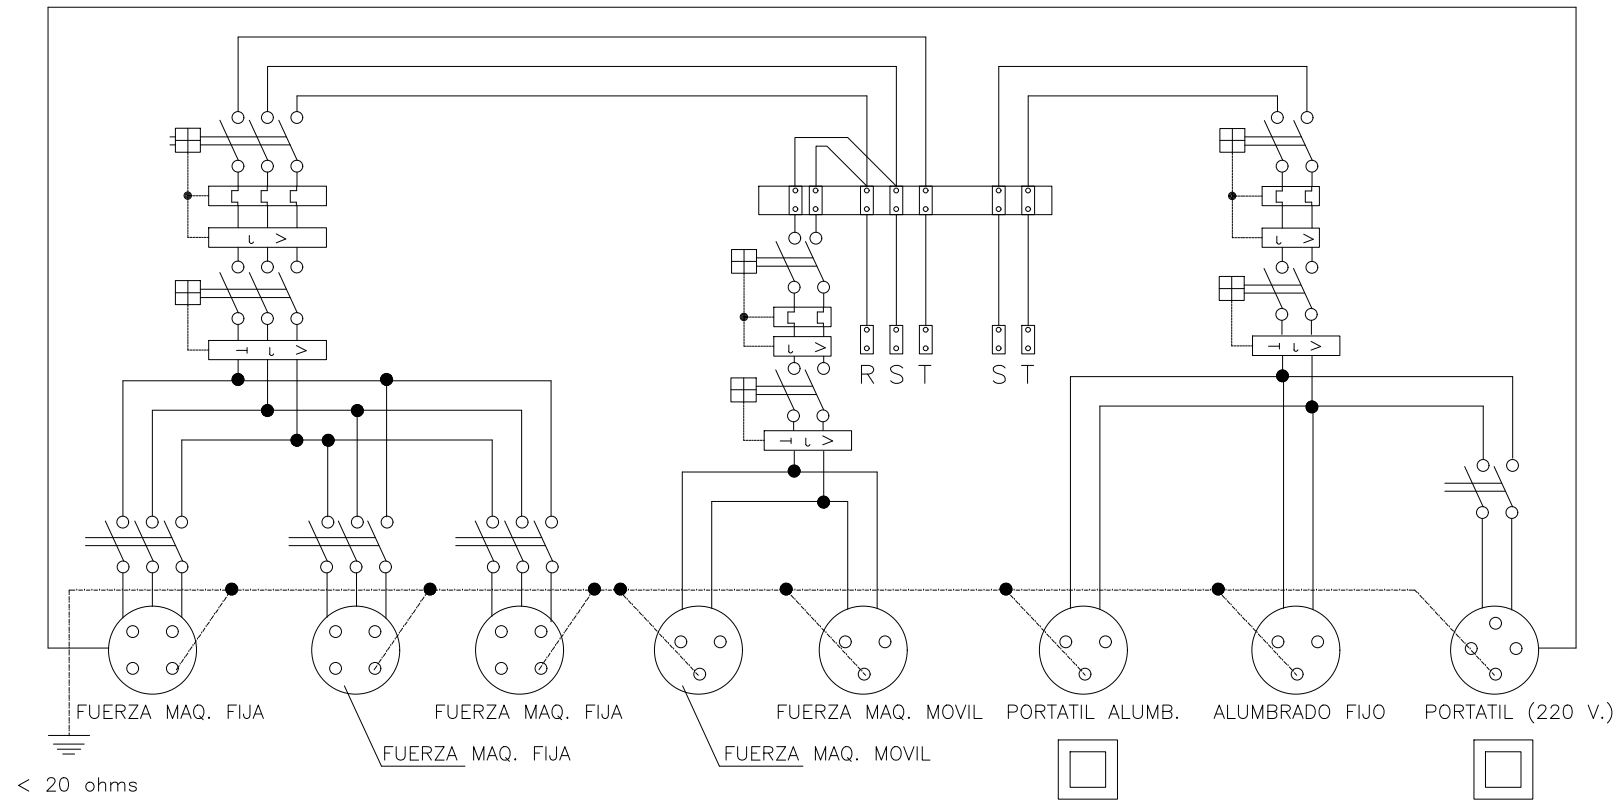 R S T S T
FUERZA MAQ. FIJA FUERZA MAQ. FIJA FUERZA MAQ. MOVIL PORTATIL ALUMB. ALUMBRADO FIJO PORTATIL (220 V.)
FUERZA MAQ. FIJA FUERZA MAQ. MOVIL
< 20 ohms